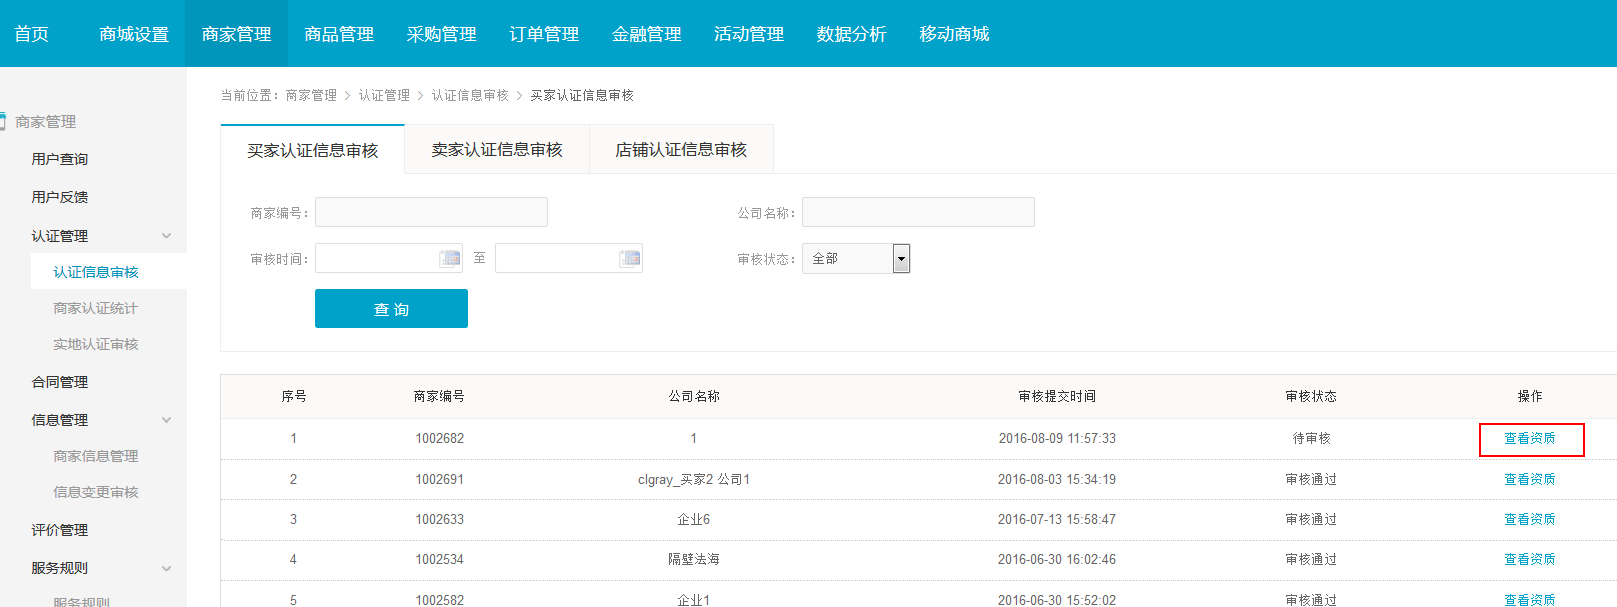 首页 商城设置 商家管理 商品管理 采购管理 订单管理 金融管理 活动管理 数据分析 移动商城
当前位置：商家管理 > 认证管理 > 认证信息审核 > 买家认证信息审核
商家管理
用户查询
用户反馈
认证管理
认证信息审核
商家认证统计
实地认证审核
合同管理
信息管理
商家信息管理
信息变更审核
评价管理
服务规则
服务规则
买家认证信息审核 卖家认证信息审核 店铺认证信息审核
商家编号： 公司名称：
审核时间： 至 审核状态： 全部
查 询
序号 商家编号 公司名称 审核提交时间 审核状态 操作
1 1002682 1 2016-08-09 11:57:33 待审核 查看资质
2 1002691 clgray_买家2 公司1 2016-08-03 15:34:19 审核通过 查看资质
3 1002633 企业6 2016-07-13 15:58:47 审核通过 查看资质
4 1002534 隔壁法海 2016-06-30 16:02:46 审核通过 查看资质
5 1002582 企业1 2016-06-30 15:52:02 审核通过 查看资质